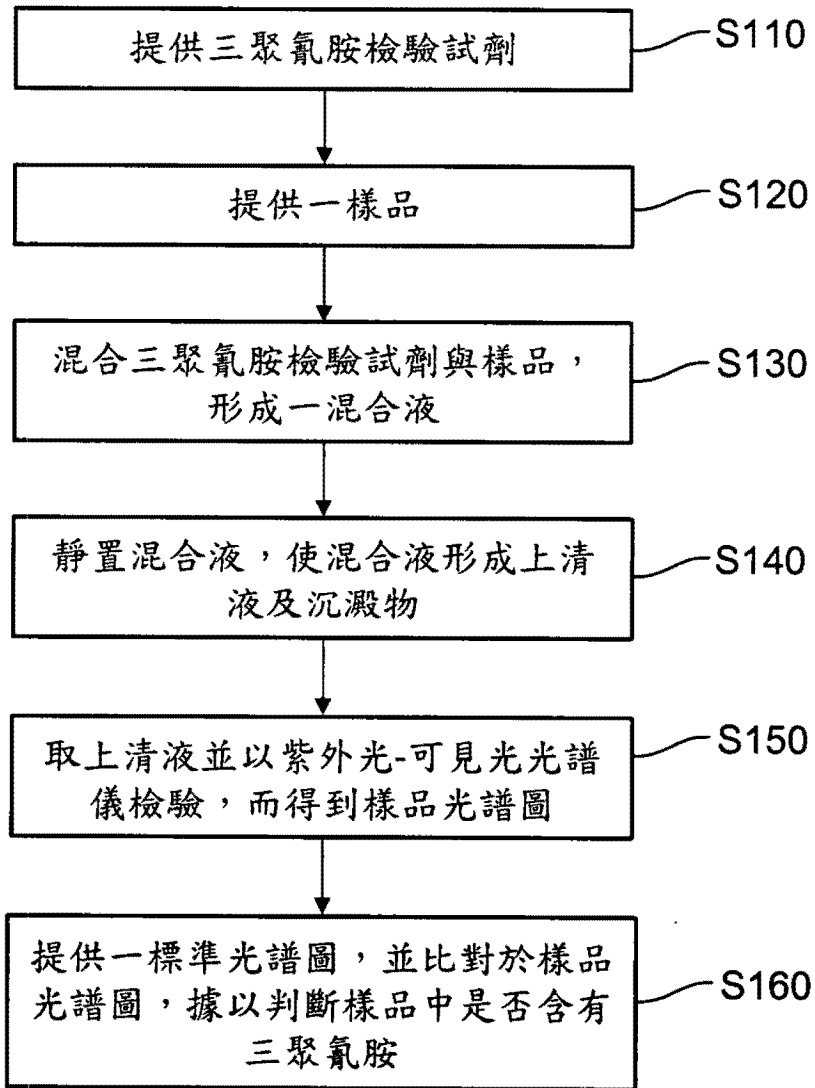 提供三聚氰胺檢驗試劑
S110
提供一樣品
S120
混合三聚氰胺檢驗試劑與樣品，
形成一混合液
S130
靜置混合液，使混合液形成上清
液及沉澱物
S140
取上清液並以紫外光-可見光光譜
儀檢驗，而得到樣品光譜圖
S150
提供一標準光譜圖，並比對於樣品
光譜圖，據以判斷樣品中是否含有
三聚氰胺
S160